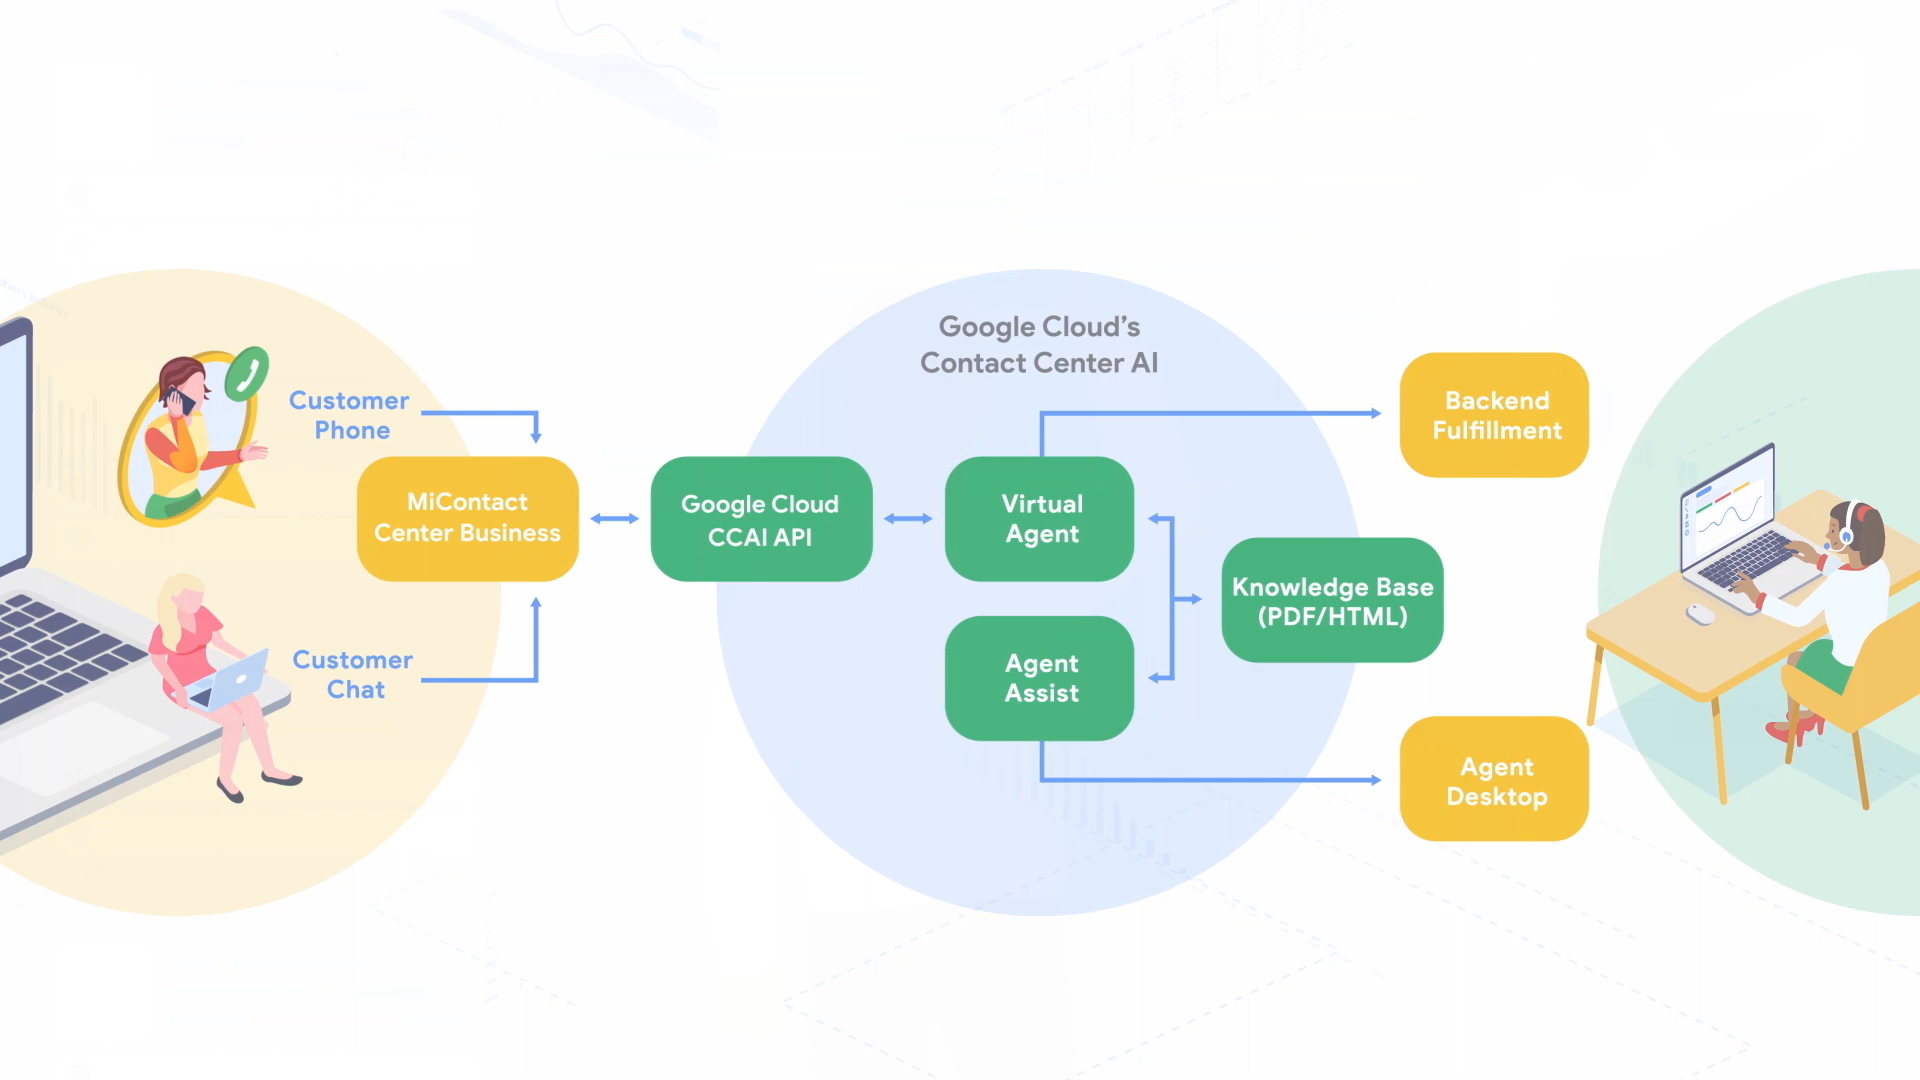 Google Cloud’s
Contact Center AI
Customer
Phone
MiContact
Center Business
Customer
Chat
Google Cloud
CCAI API
Virtual
Agent
Agent
Assist
Knowledge Base
(PDF/HTML)
Backend
Fulfillment
Agent
Desktop